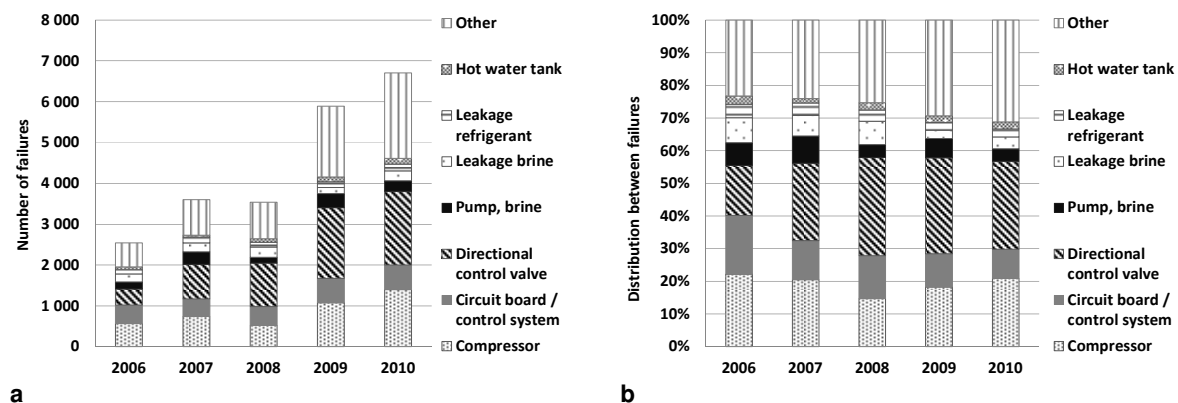 Number of failures
8 000
7 000
6 000
5 000
4 000
3 000
2 000
1 000
0
2006 2007 2008 2009 2010
Other
Hot water tank
Leakage
refrigerant
Leakage brine
Pump, brine
Directional
control valve
Circuit board /
control system
Compressor
a
Distribution between failures
100%
90%
80%
70%
60%
50%
40%
30%
20%
10%
0%
2006 2007 2008 2009 2010
Other
Hot water tank
Leakage
refrigerant
Leakage brine
Pump, brine
Directional
control valve
Circuit board /
control system
Compressor
b